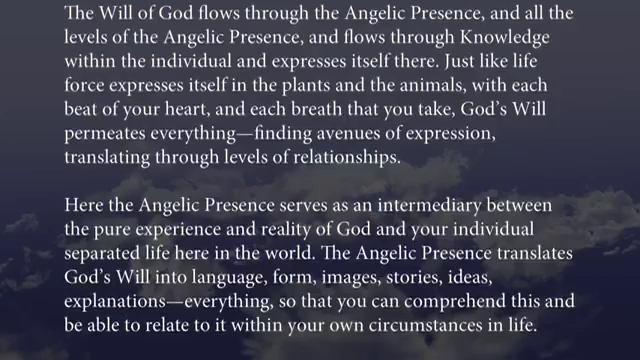 The Will of God flows through the Angelic Presence, and all the
levels of the Angelic Presence, and flows through Knowledge
within the individual and expresses itself there. Just like life
force expresses itself in the plants and the animals, with each
beat of your heart, and each breath that you take, God’s Will
permeates everything—finding avenues of expression,
translating through levels of relationships.
Here the Angelic Presence serves as an intermediary between
the pure experience and reality of God and your individual
separated life here in the world. The Angelic Presence translates
God’s Will into language, form, images, stories, ideas,
explanations—everything, so that you can comprehend this and
be able to relate to it within your own circumstances in life.